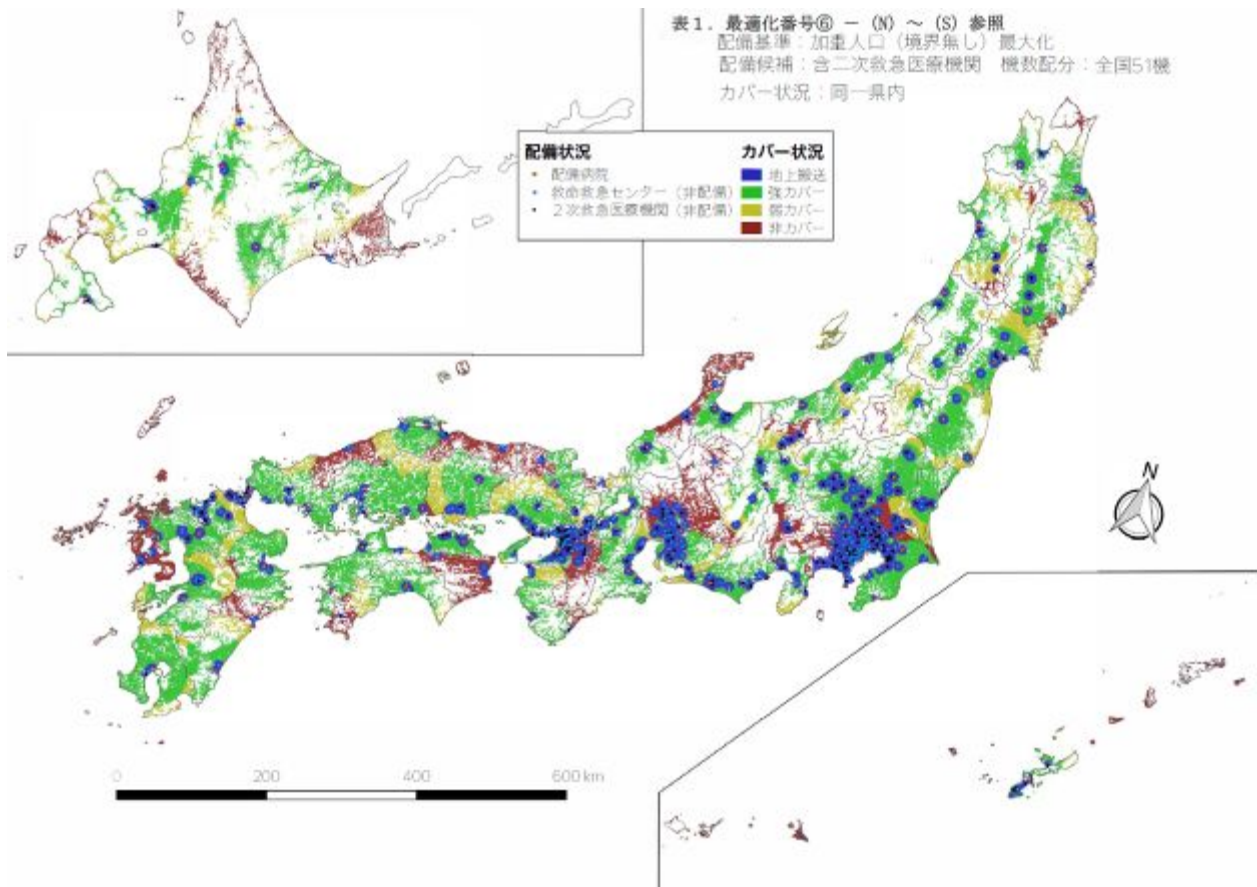 表1. 最適化番号⑥ － (N) ～ (S) 参照
配備基準：加重人口（境界無し）最大化
配備候補：含二次救急医療機関 機数配分：全国51機
カバー状況：同一県内
配備状況
配備病院
救命救急センター（非配備）
２次救急医療機関（非配備）
カバー状況
地上搬送
強カバー
弱カバー
非カバー
N
0 200 400 600 km